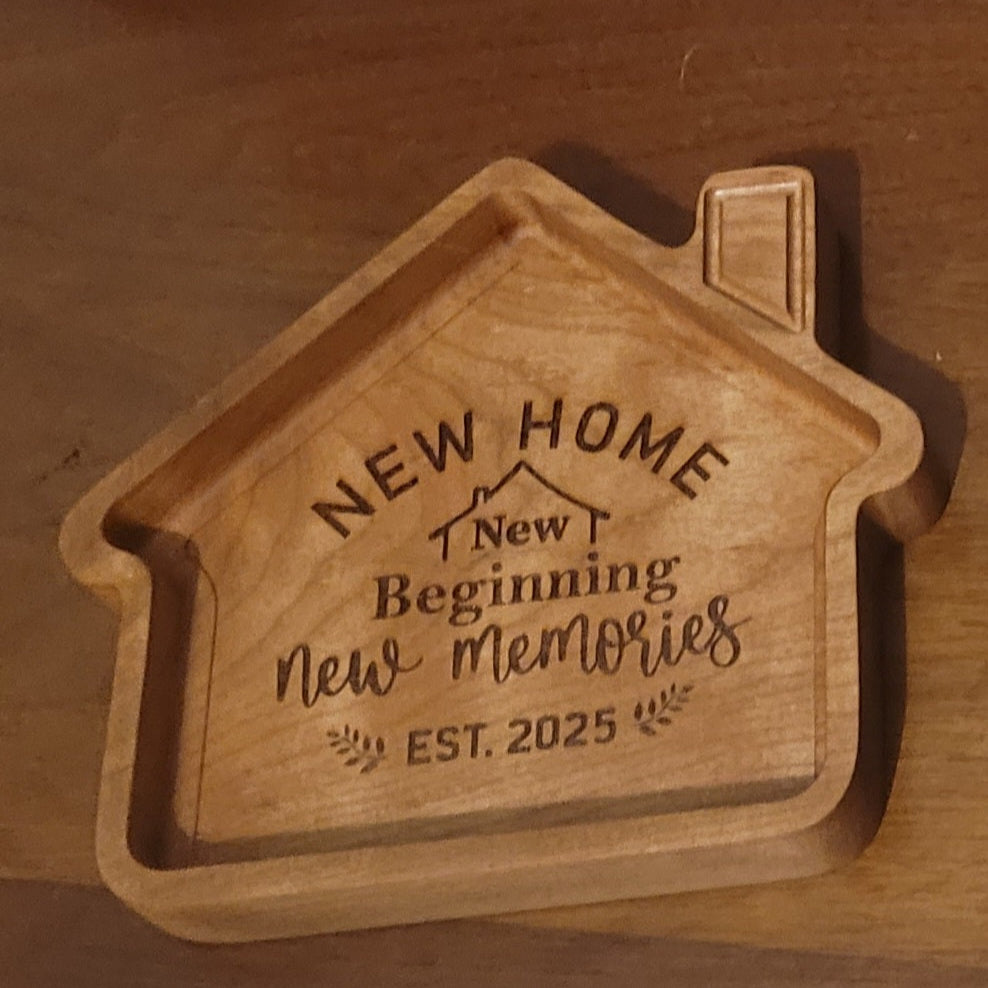 NEW HOME
New
Beginning
new memories
EST. 2025